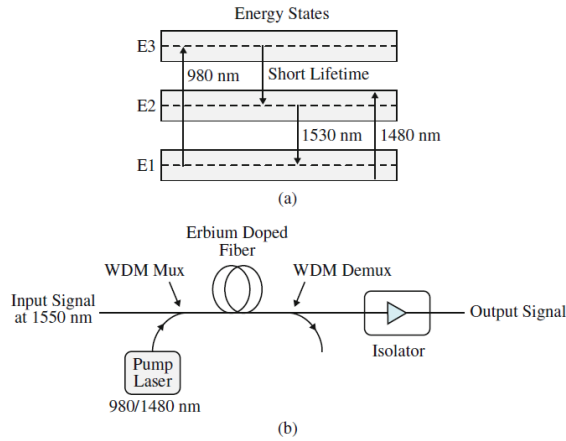 Energy States
E3
980 nm
Short Lifetime
E2
1530 nm
1480 nm
E1
(a)
Erbium Doped
Fiber
WDM Mux
WDM Demux
Input Signal
at 1550 nm
Output Signal
Isolator
Pump
Laser
980/1480 nm
(b)